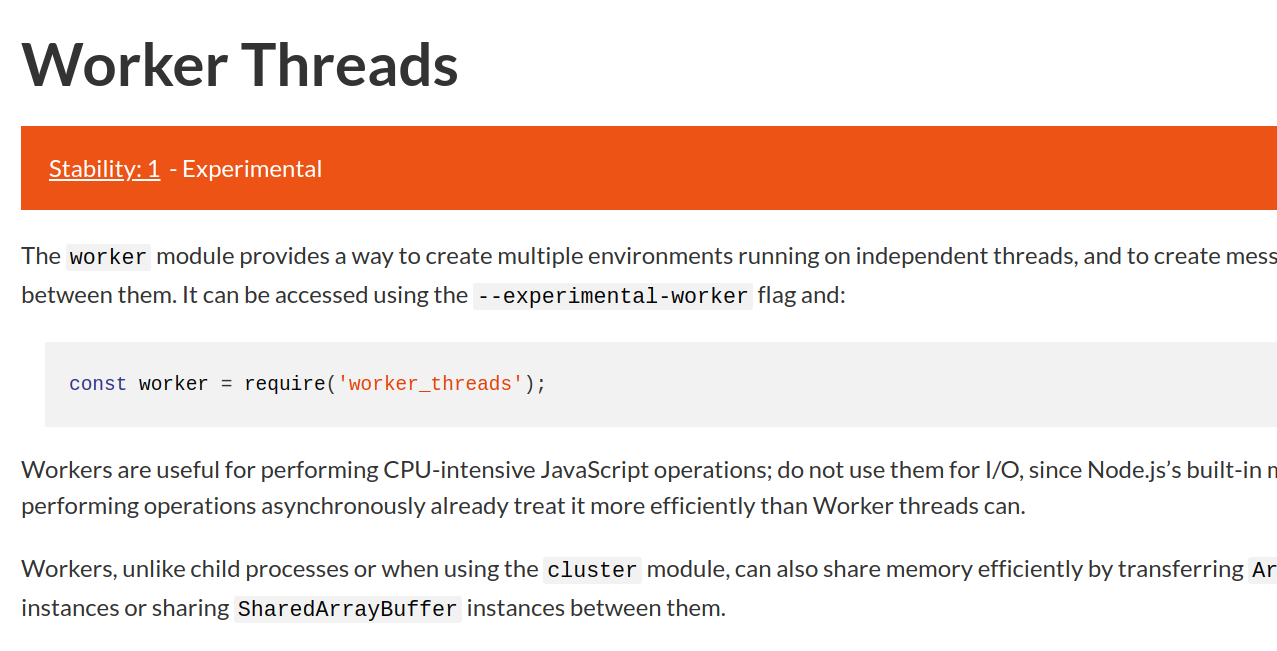 Worker Threads
Stability: 1 - Experimental
The worker module provides a way to create multiple environments running on independent threads, and to create mess
between them. It can be accessed using the --experimental-worker flag and:
const worker = require('worker_threads');
Workers are useful for performing CPU-intensive JavaScript operations; do not use them for I/O, since Node.js’s built-in
performing operations asynchronously already treat it more efficiently than Worker threads can.
Workers, unlike child processes or when using the cluster module, can also share memory efficiently by transferring Ar
instances or sharing SharedArrayBuffer instances between them.